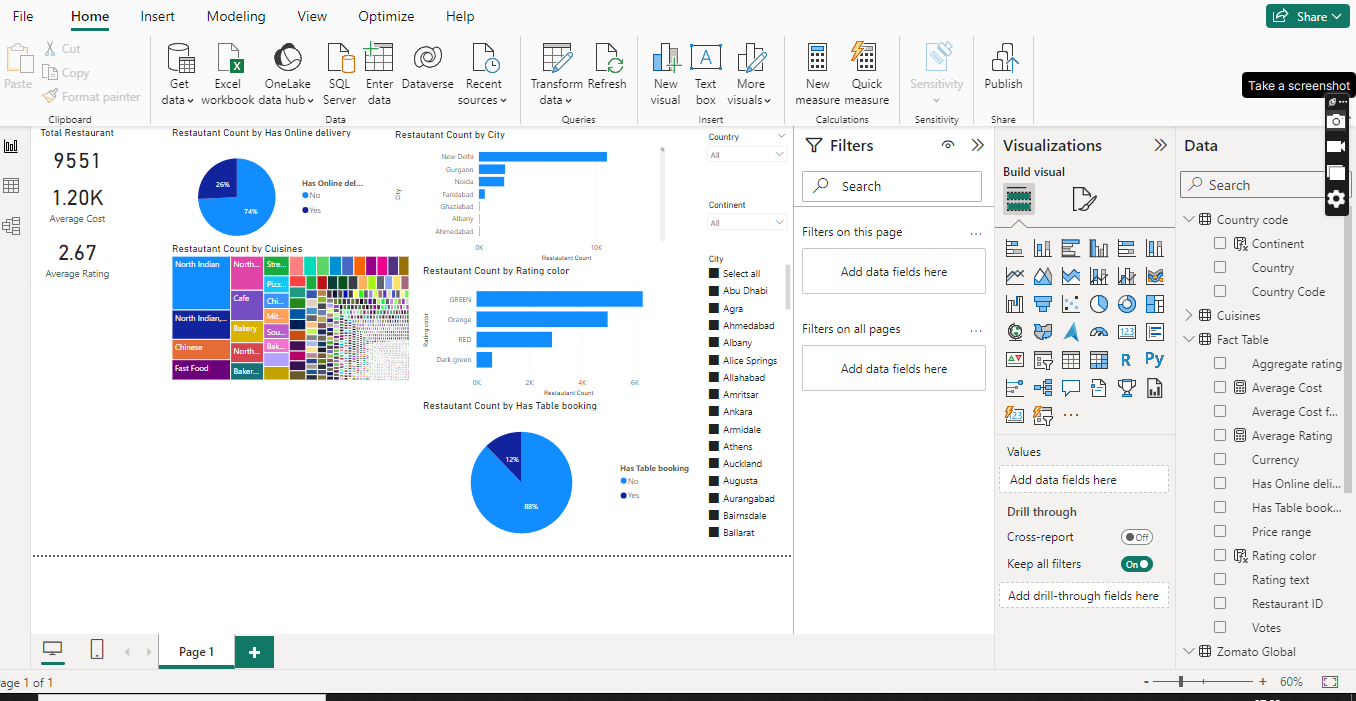 File Home Insert Modeling View Optimize Help Share
Take a screenshot
Paste
Cut
Copy
Format painter
Get data
Excel workbook
OneLake data hub
SQL Server
Enter data
Dataverse
Recent sources
Transform data
Refresh
New visual
Text box
More visuals
New measure
Quick measure
Sensitivity
Publish
Clipboard Data Queries Insert Calculations Sensitivity Share
Total Restaurant
9551
1.20K
Average Cost
2.67
Average Rating
Restautant Count by Has Online delivery
26%
74%
Has Online del...
No
Yes
Restautant Count by Cuisines
North Indian
North...
Stre...
Pizz...
Cafe
Chi...
North Indian,...
Mit...
Bakery
Sou...
Chinese
North...
Bak...
Fast Food
Baker...
Restautant Count by City
City
New Delhi
Gurgaon
Noida
Faridabad
Ghaziabad
Albany
Ahmedabad
0K 10K
Restautant Count
Restautant Count by Rating color
Rating color
GREEN
Orange
RED
Dark green
0K 2K 4K 6K
Restautant Count
Restautant Count by Has Table booking
12%
88%
Has Table booking
No
Yes
Country
All
Continent
All
City
Select all
Abu Dhabi
Agra
Ahmedabad
Albany
Alice Springs
Allahabad
Amritsar
Ankara
Armidale
Athens
Auckland
Augusta
Aurangabad
Bairnsdale
Ballarat
Filters
Search
Filters on this page ...
Add data fields here
Filters on all pages ...
Add data fields here
Visualizations
Build visual
123
R
Py
123
...
Values
Add data fields here
Drill through
Cross-report Off
Keep all filters On
Add drill-through fields here
Data
Search
Country code
Continent
Country
Country Code
Cuisines
Fact Table
Aggregate rating
Average Cost
Average Cost f...
Average Rating
Currency
Has Online deli...
Has Table book...
Price range
Rating color
Rating text
Restaurant ID
Votes
Zomato Global
Page 1
+
age 1 of 1
- + 60%